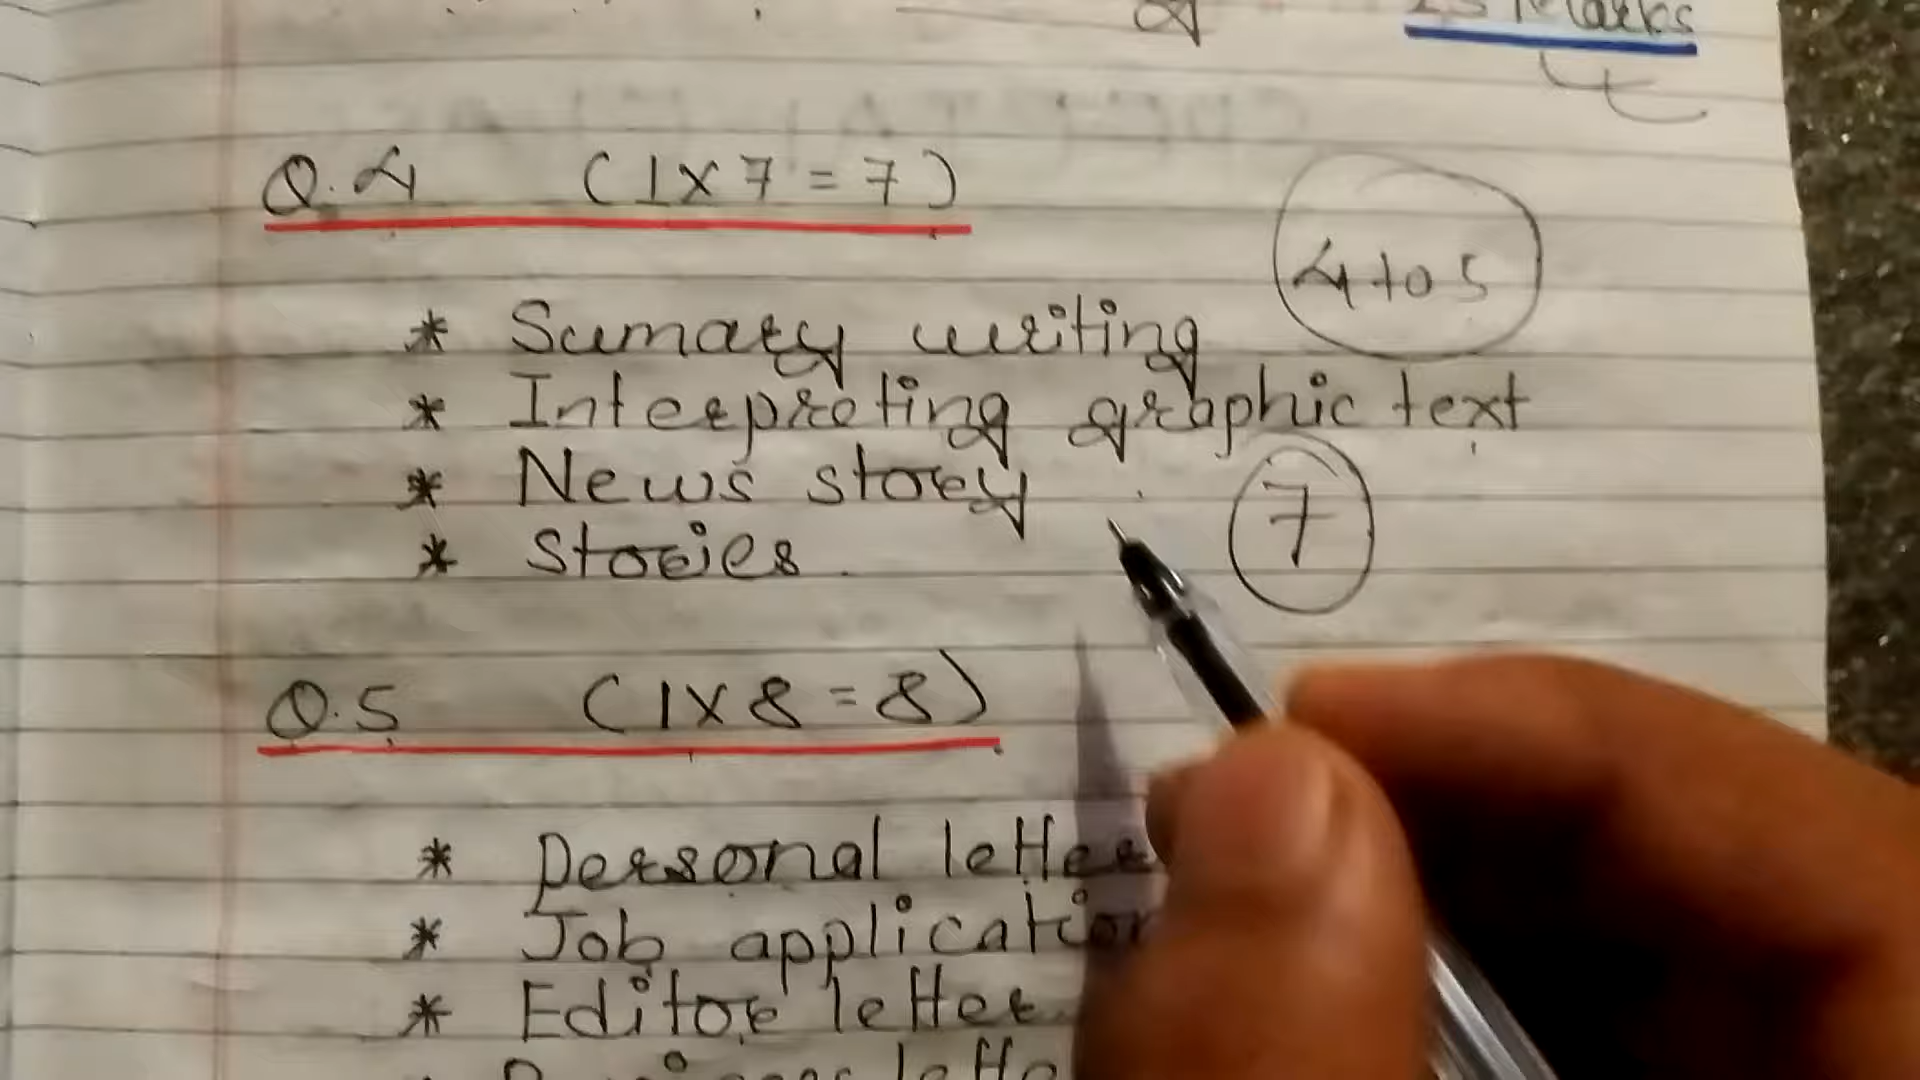 Marks
Q.4 (1x7=7)
4 to 5
* Sumary writing
* Interpreting graphic text
* News story
7
* Stories.
Q.5 (1x8=8)
* Personal letter
* Job application
* Editor letter